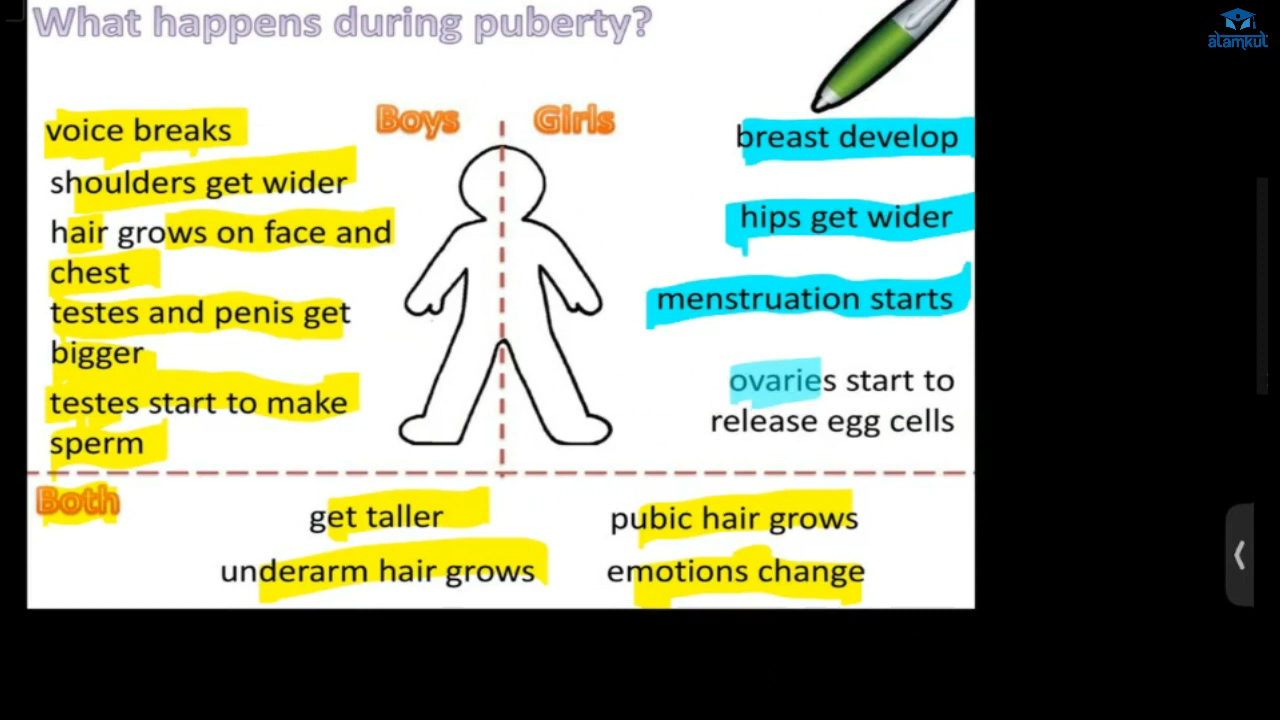 What happens during puberty?
alamkul
Boys
Girls
voice breaks
shoulders get wider
hair grows on face and
chest
testes and penis get
bigger
testes start to make
sperm
breast develop
hips get wider
menstruation starts
ovaries start to
release egg cells
Both
get taller
pubic hair grows
underarm hair grows
emotions change